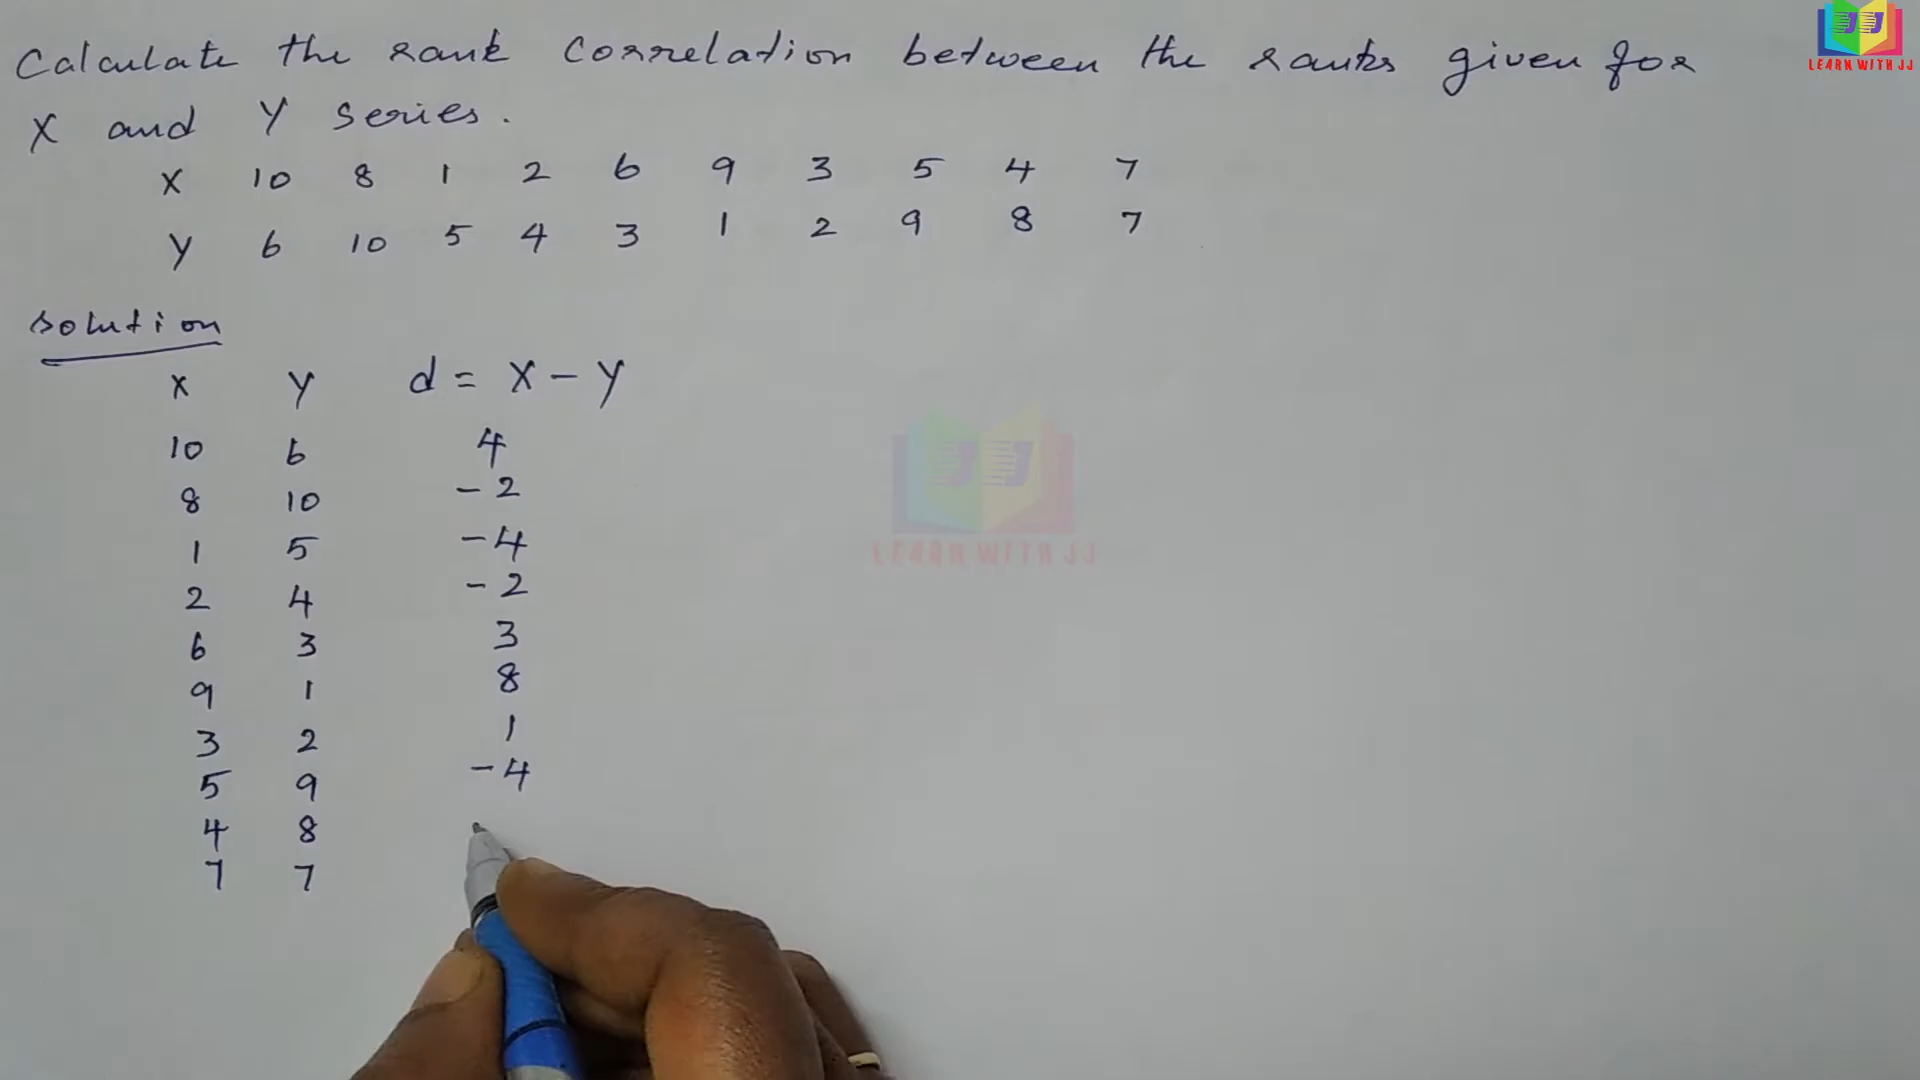 Calculate the rank correlation between the ranks given for
X and Y series.
X 10 8 1 2 6 9 3 5 4 7
Y 6 10 5 4 3 1 2 9 8 7
solution
X Y d = X - Y
10 6 4
8 10 -2
1 5 -4
2 4 -2
6 3 3
9 1 8
3 2 1
5 9 -4
4 8
7 7
LEARN WITH JJ
LEARN WITH JJ